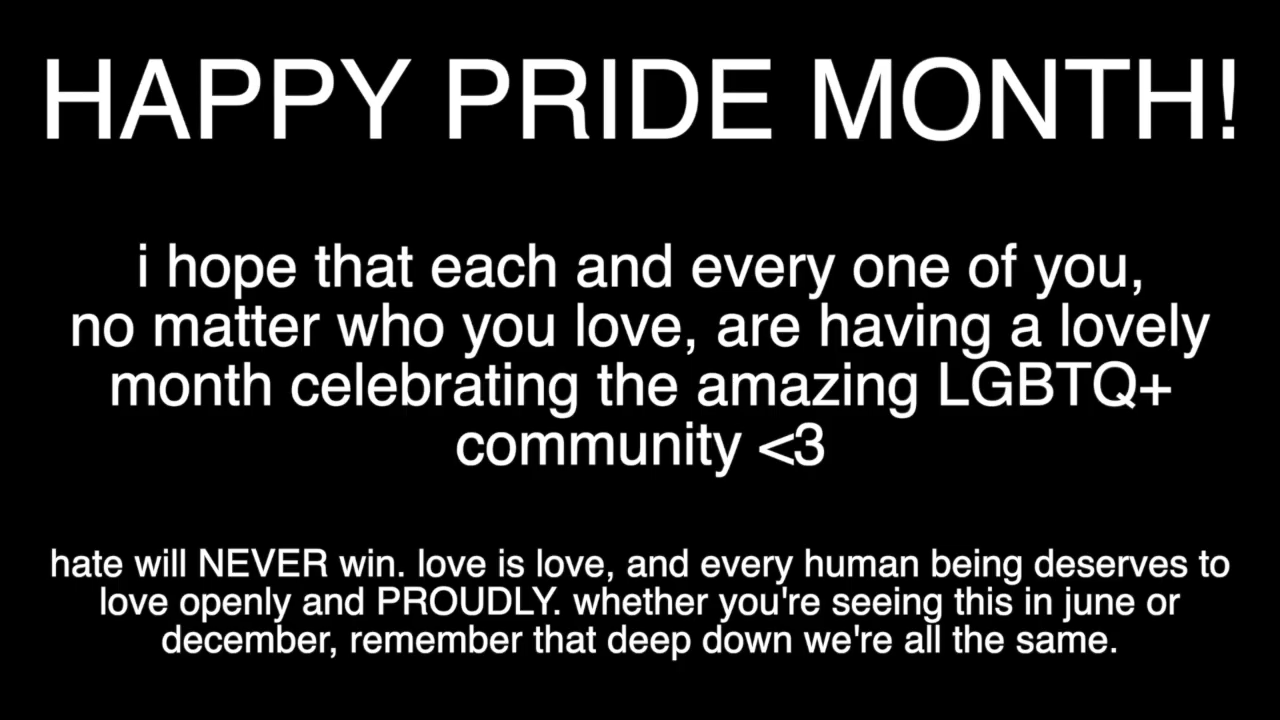 HAPPY PRIDE MONTH!
i hope that each and every one of you,
no matter who you love, are having a lovely
month celebrating the amazing LGBTQ+
community <3
hate will NEVER win. love is love, and every human being deserves to
love openly and PROUDLY. whether you're seeing this in june or
december, remember that deep down we're all the same.